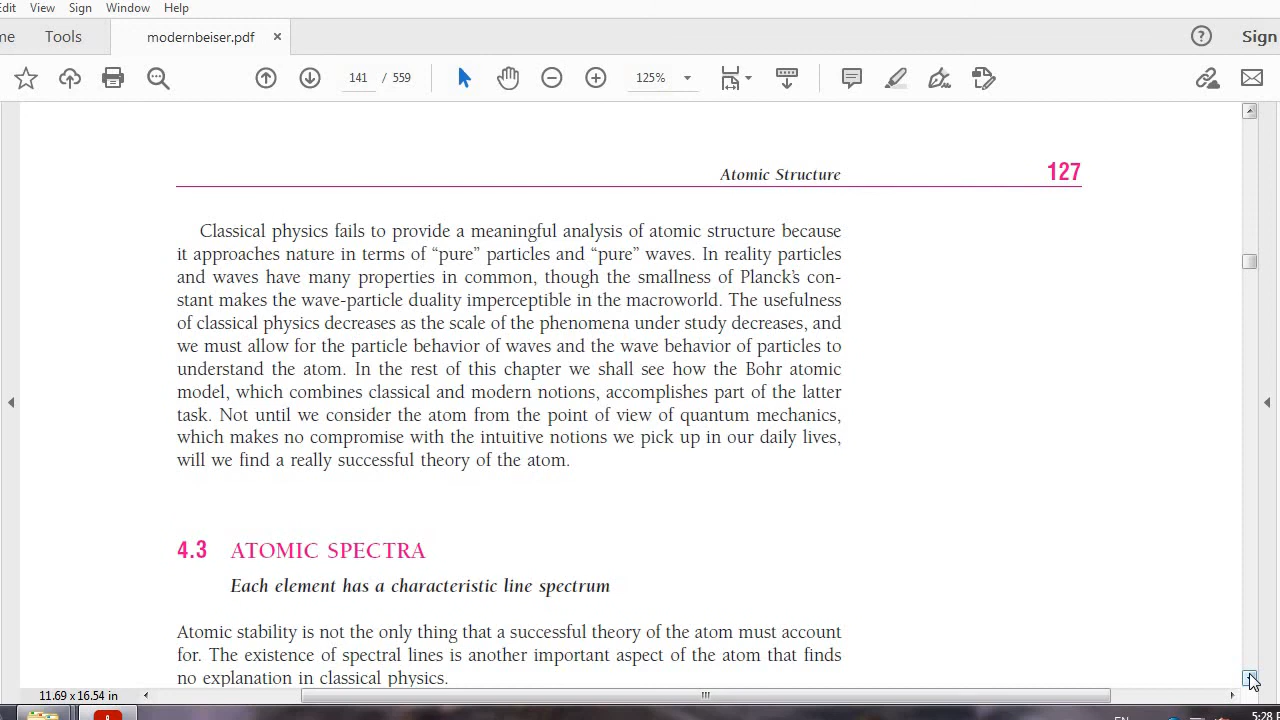 Edit View Sign Window Help
me Tools modernbeiser.pdf × ? Sign
141 / 559 125%
Atomic Structure 127
Classical physics fails to provide a meaningful analysis of atomic structure because
it approaches nature in terms of “pure” particles and “pure” waves. In reality particles
and waves have many properties in common, though the smallness of Planck’s con-
stant makes the wave-particle duality imperceptible in the macroworld. The usefulness
of classical physics decreases as the scale of the phenomena under study decreases, and
we must allow for the particle behavior of waves and the wave behavior of particles to
understand the atom. In the rest of this chapter we shall see how the Bohr atomic
model, which combines classical and modern notions, accomplishes part of the latter
task. Not until we consider the atom from the point of view of quantum mechanics,
which makes no compromise with the intuitive notions we pick up in our daily lives,
will we find a really successful theory of the atom.
4.3 ATOMIC SPECTRA
Each element has a characteristic line spectrum
Atomic stability is not the only thing that a successful theory of the atom must account
for. The existence of spectral lines is another important aspect of the atom that finds
no explanation in classical physics.
11.69 x 16.54 in
EN 5:28 P